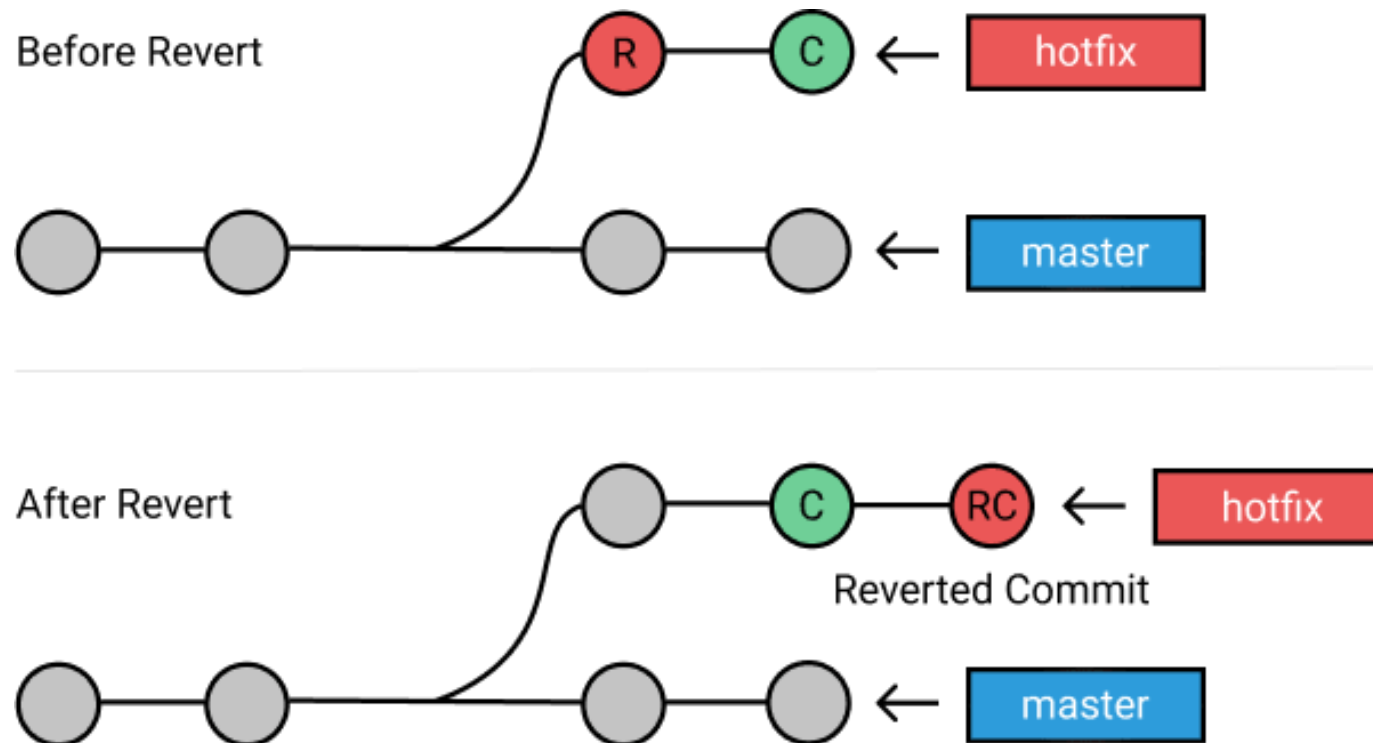 Before Revert
R
C
hotfix
master
After Revert
C
RC
hotfix
Reverted Commit
master